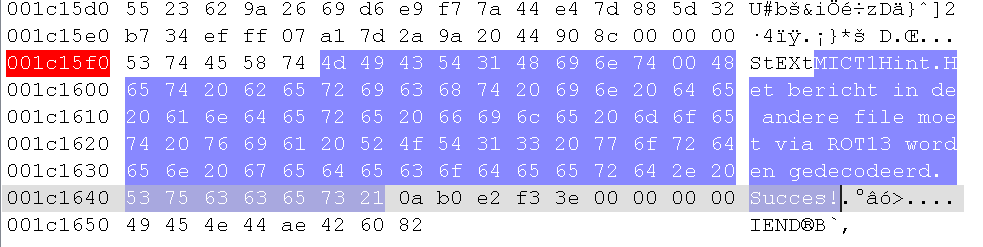 001c15d0 55 23 62 9a 26 69 d6 e9 f7 7a 44 e4 7d 88 5d 32 U#bš&iÖé÷zDä}ˆ]2
001c15e0 b7 34 ef ff 07 a1 7d 2a 9a 20 44 90 8c 00 00 00 ·4ïÿ.¡}*š D.Œ...
001c15f0 53 74 45 58 74 4d 49 43 54 31 48 69 6e 74 00 48 StEXtMICT1Hint.H
001c1600 65 74 20 62 65 72 69 63 68 74 20 69 6e 20 64 65 et bericht in de
001c1610 20 61 6e 64 65 72 65 20 66 69 6c 65 20 6d 6f 65 andere file moe
001c1620 74 20 76 69 61 20 52 4f 54 31 33 20 77 6f 72 64 t via ROT13 word
001c1630 65 6e 20 67 65 64 65 63 6f 64 65 65 72 64 2e 20 en gedecodeerd.
001c1640 53 75 63 63 65 73 21 0a b0 e2 f3 3e 00 00 00 00 Succes!.°âó>....
001c1650 49 45 4e 44 ae 42 60 82 IEND®B`‚